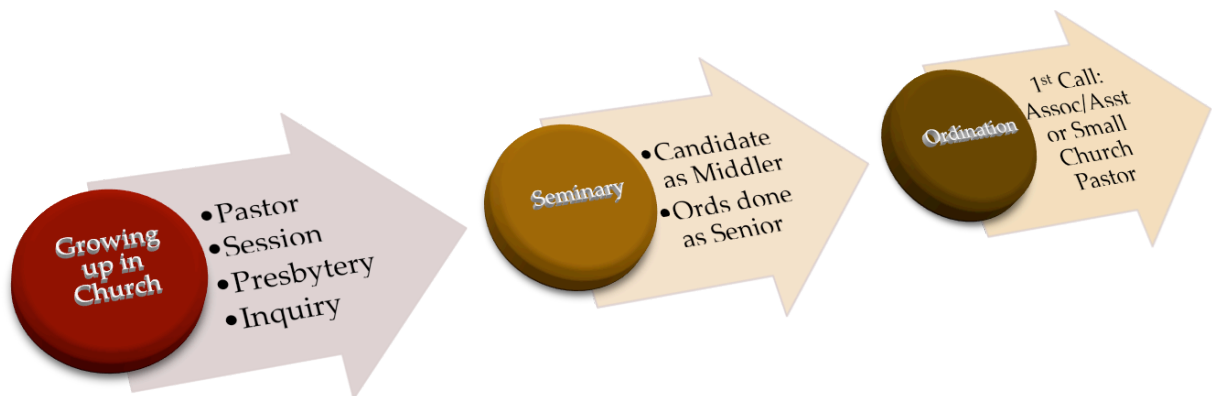 Growing
up in
Church
•Pastor
•Session
•Presbytery
•Inquiry
Seminary
•Candidate
as Middler
•Ords done
as Senior
Ordination
1st Call:
Assoc/Asst
or Small
Church
Pastor